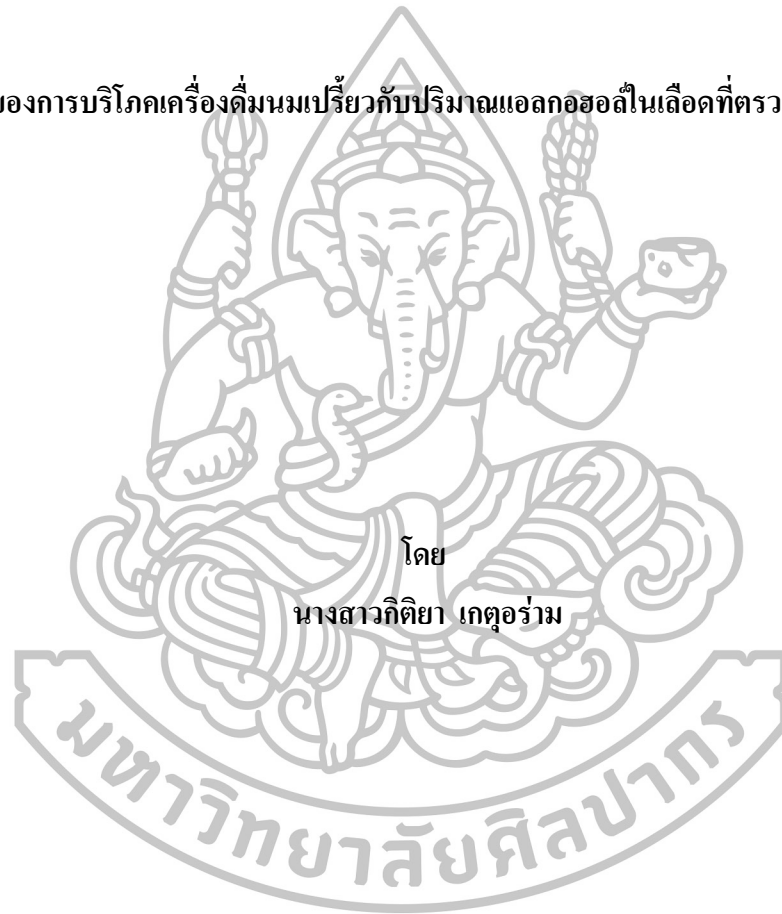 ของการบริโภคเครื่องดื่มนมเปรี้ยวกับปริมาณแอลกอฮอล์ในเลือดที่ตรว
โดย
นางสาวกิติยา เกตุอร่าม
มหาวิทยาลัยศิลปากร